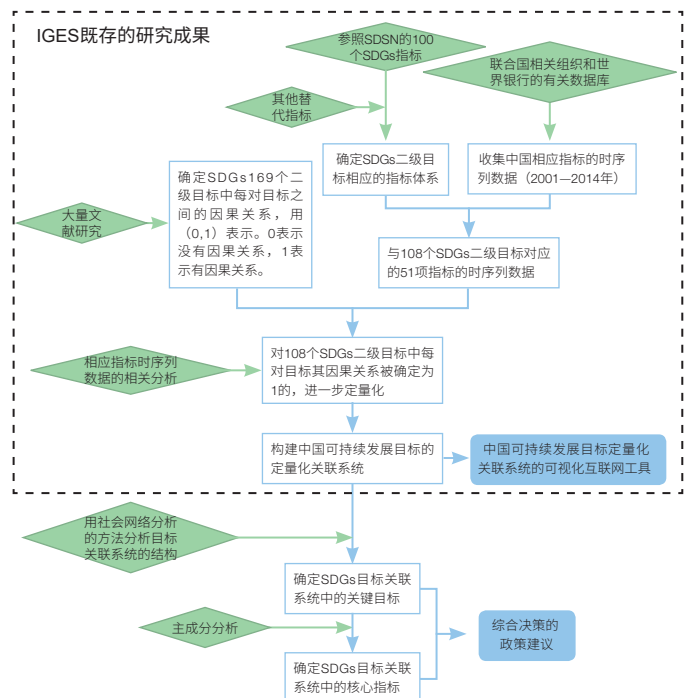 IGES既存的研究成果
参照SDSN的100
个SDGs指标
联合国相关组织和世
界银行的有关数据库
其他替
代指标
确定SDGs169个二
级目标中每对目标之
间的因果关系，用
（0,1）表示。0表示
没有因果关系，1表
示有因果关系。
确定SDGs二级目
标相应的指标体系
收集中国相应指标的时序
列数据（2001—2014年）
大量文
献研究
与108个SDGs二级目标对应
的51项指标的时序列数据
相应指标时序列
数据的相关分析
对108个SDGs二级目标中每
对目标其因果关系被确定为
1的，进一步定量化
构建中国可持续发展目标的
定量化关联系统
中国可持续发展目标定量化
关联系统的可视化互联网工具
用社会网络分析
的方法分析目标
关联系统的结构
确定SDGs目标关联
系统中的关键目标
主成分分析
综合决策的
政策建议
确定SDGs目标关联
系统中的核心指标